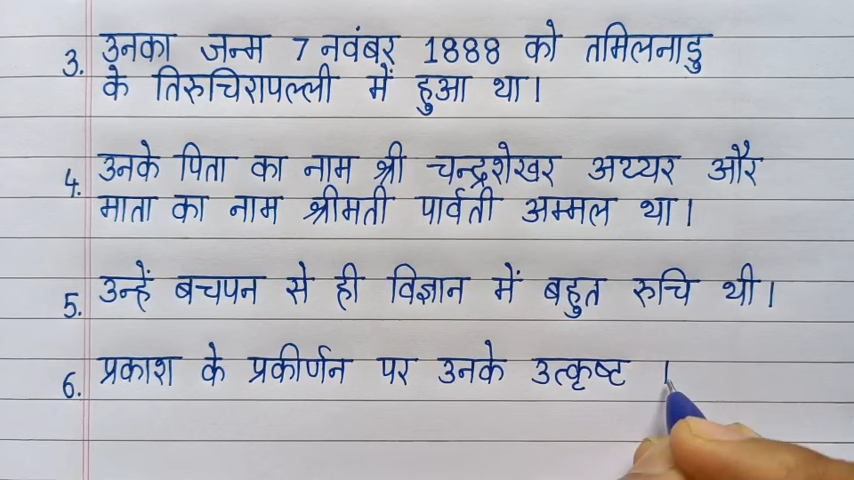 3. उनका जन्म 7 नवंबर 1888 को तमिलनाडु
के तिरुचिरापल्ली में हुआ था।
4. उनके पिता का नाम श्री चन्द्रशेखर अय्यर और
माता का नाम श्रीमती पार्वती अम्मल था।
5. उन्हें बचपन से ही विज्ञान में बहुत रुचि थी।
6. प्रकाश के प्रकीर्णन पर उनके उत्कृष्ट